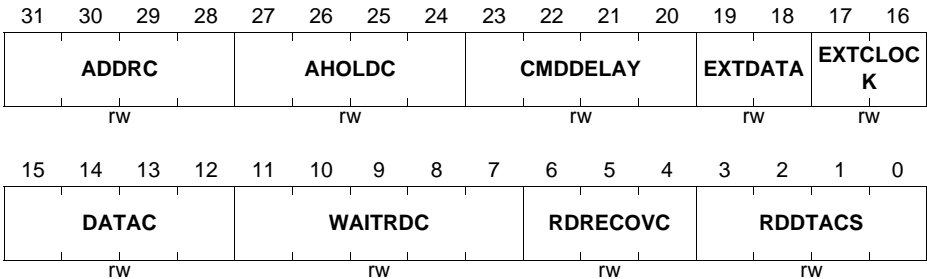 31 30 29 28 27 26 25 24 23 22 21 20 19 18 17 16
ADDRC AHOLDC CMDDELAY EXTDATA EXTCLOC
K
rw rw rw rw rw
15 14 13 12 11 10 9 8 7 6 5 4 3 2 1 0
DATAC WAITRDC RDRECOVC RDDTACS
rw rw rw rw